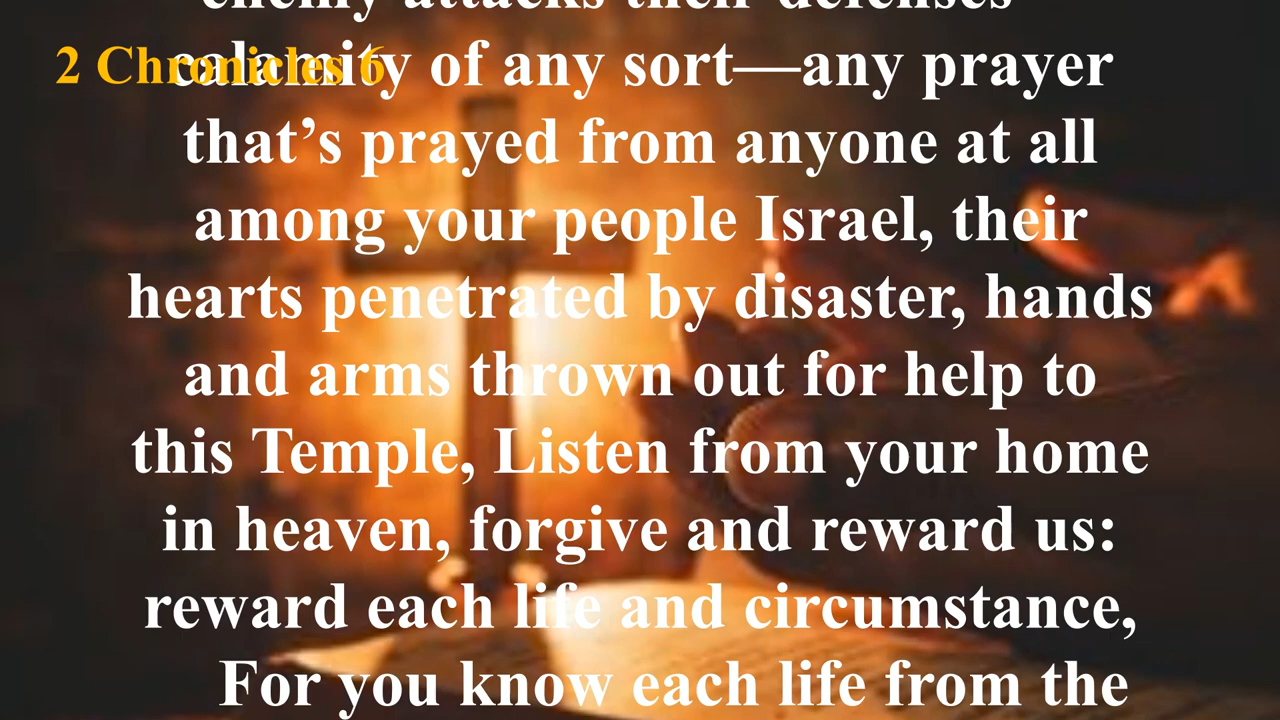 enemy attacks their defenses
2 Chronicles 6
calamity of any sort—any prayer
that’s prayed from anyone at all
among your people Israel, their
hearts penetrated by disaster, hands
and arms thrown out for help to
this Temple, Listen from your home
in heaven, forgive and reward us:
reward each life and circumstance,
For you know each life from the